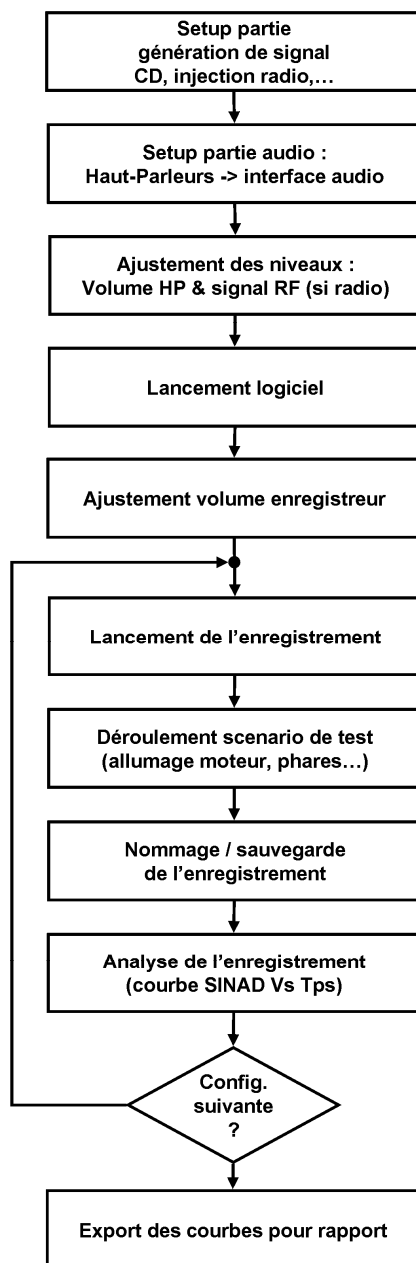 Setup partie
génération de signal
CD, injection radio,…
Setup partie audio :
Haut-Parleurs -> interface audio
Ajustement des niveaux :
Volume HP & signal RF (si radio)
Lancement logiciel
Ajustement volume enregistreur
Lancement de l’enregistrement
Déroulement scenario de test
(allumage moteur, phares…)
Nommage / sauvegarde
de l’enregistrement
Analyse de l’enregistrement
(courbe SINAD Vs Tps)
Config.
suivante
?
Export des courbes pour rapport